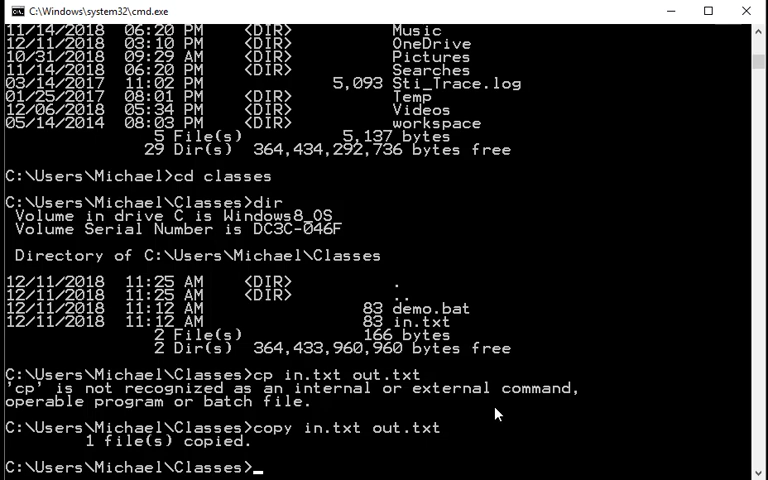 C:\Windows\system32\cmd.exe
11/14/2018 06:20 PM <DIR> Music
12/11/2018 03:10 PM <DIR> OneDrive
10/31/2018 09:29 AM <DIR> Pictures
11/14/2018 06:20 PM <DIR> Searches
03/14/2017 11:02 PM 5,093 Sti_Trace.log
01/25/2017 08:01 PM <DIR> Temp
12/06/2018 05:34 PM <DIR> Videos
05/14/2014 08:03 PM <DIR> workspace
5 File(s) 5,137 bytes
29 Dir(s) 364,434,292,736 bytes free
C:\Users\Michael>cd classes
C:\Users\Michael\Classes>dir
Volume in drive C is Windows8_OS
Volume Serial Number is DC3C-046F
Directory of C:\Users\Michael\Classes
12/11/2018 11:25 AM <DIR> .
12/11/2018 11:25 AM <DIR> ..
12/11/2018 11:12 AM 83 demo.bat
12/11/2018 11:12 AM 83 in.txt
2 File(s) 166 bytes
2 Dir(s) 364,433,960,960 bytes free
C:\Users\Michael\Classes>cp in.txt out.txt
'cp' is not recognized as an internal or external command,
operable program or batch file.
C:\Users\Michael\Classes>copy in.txt out.txt
1 file(s) copied.
C:\Users\Michael\Classes>_